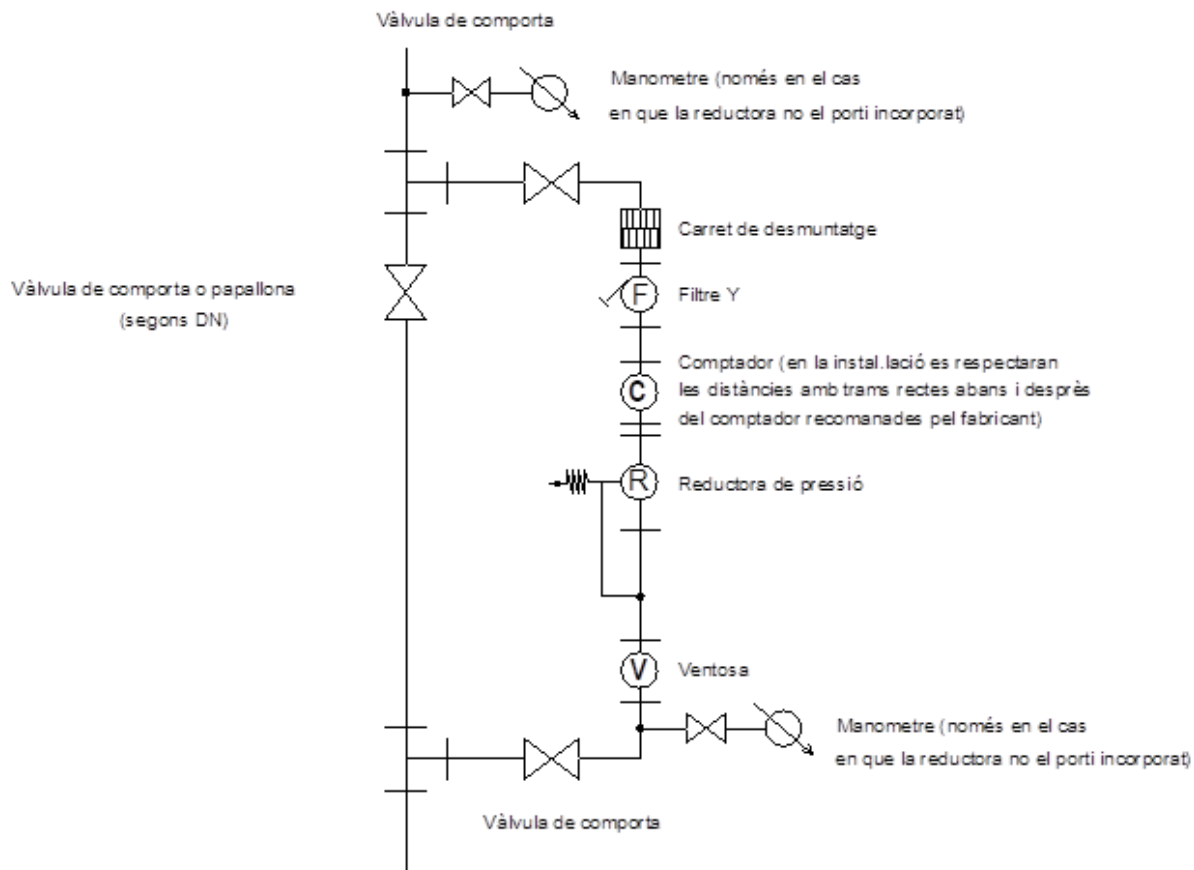 Vàlvula de comporta
Manometre (només en el cas
en que la reductora no el porti incorporat)
Carret de desmuntatge
Vàlvula de comporta o papallona
(segons DN)
F
Filtre Y
Comptador (en la instal.lació es respectaran
les distàncies amb trams rectes abans i desprès
del comptador recomanades pel fabricant)
C
R
Reductora de pressió
V
Ventosa
Manometre (només en el cas
en que la reductora no el porti incorporat)
Vàlvula de comporta